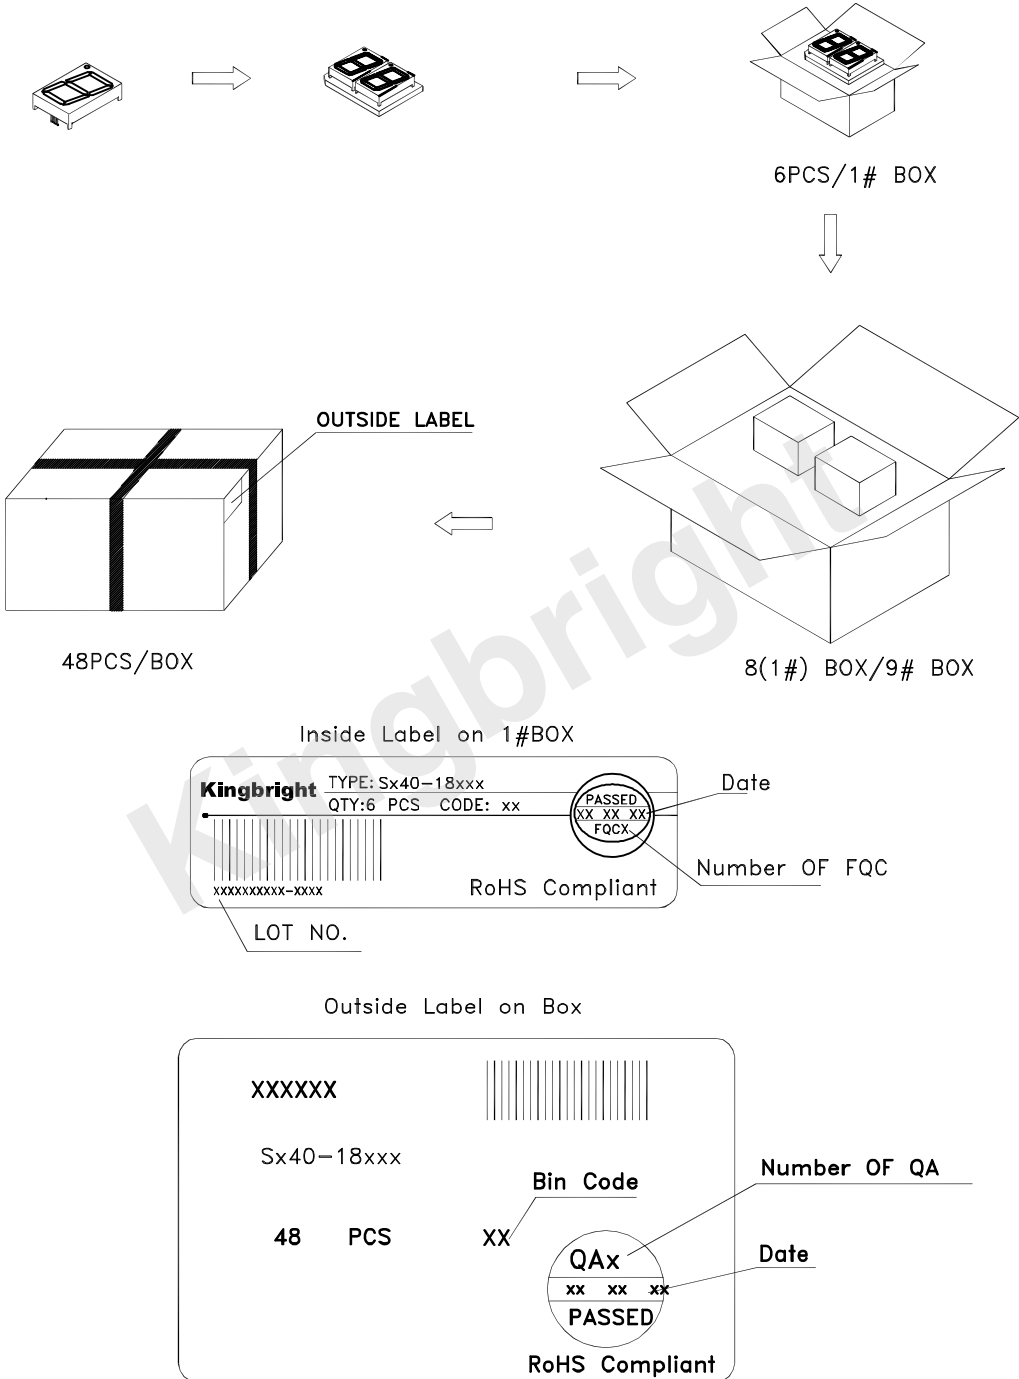 6PCS/1# BOX
OUTSIDE LABEL
48PCS/BOX
8(1#) BOX/9# BOX
Kingbright
Inside Label on 1#BOX
Kingbright
TYPE: Sx40-18xxx
QTY:6 PCS CODE: xx
PASSED
XX XX XX
FQCX
Date
Number OF FQC
XXXXXXXXXX-XXXX
RoHS Compliant
LOT NO.
Outside Label on Box
XXXXXX
Sx40-18xxx
Bin Code
Number OF QA
48 PCS
XX
QAx
Date
xx xx xx
PASSED
RoHS Compliant